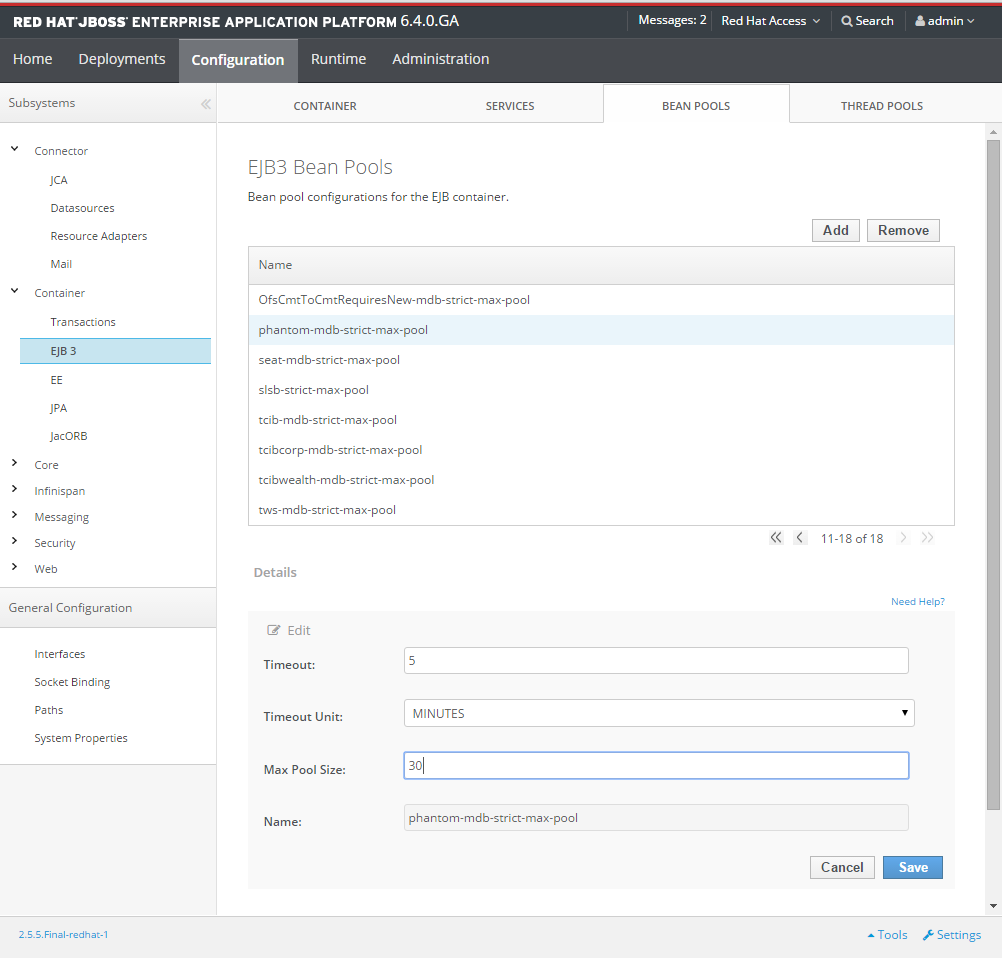 RED HAT JBOSS ENTERPRISE APPLICATION PLATFORM 6.4.0.GA
Messages: 2
Red Hat Access
Search
admin
Home
Deployments
Configuration
Runtime
Administration
Subsystems
Connector
JCA
Datasources
Resource Adapters
Mail
Container
Transactions
EJB 3
EE
JPA
JacORB
Core
Infinispan
Messaging
Security
Web
General Configuration
Interfaces
Socket Binding
Paths
System Properties
CONTAINER
SERVICES
BEAN POOLS
THREAD POOLS
EJB3 Bean Pools
Bean pool configurations for the EJB container.
Add
Remove
Name
OfsCmtToCmtRequiresNew-mdb-strict-max-pool
phantom-mdb-strict-max-pool
seat-mdb-strict-max-pool
slsb-strict-max-pool
tcib-mdb-strict-max-pool
tcibcorp-mdb-strict-max-pool
tcibwealth-mdb-strict-max-pool
tws-mdb-strict-max-pool
11-18 of 18
Details
Need Help?
Edit
Timeout: 5
Timeout Unit: MINUTES
Max Pool Size: 30
Name: phantom-mdb-strict-max-pool
Cancel
Save
2.5.5.Final-redhat-1
Tools
Settings